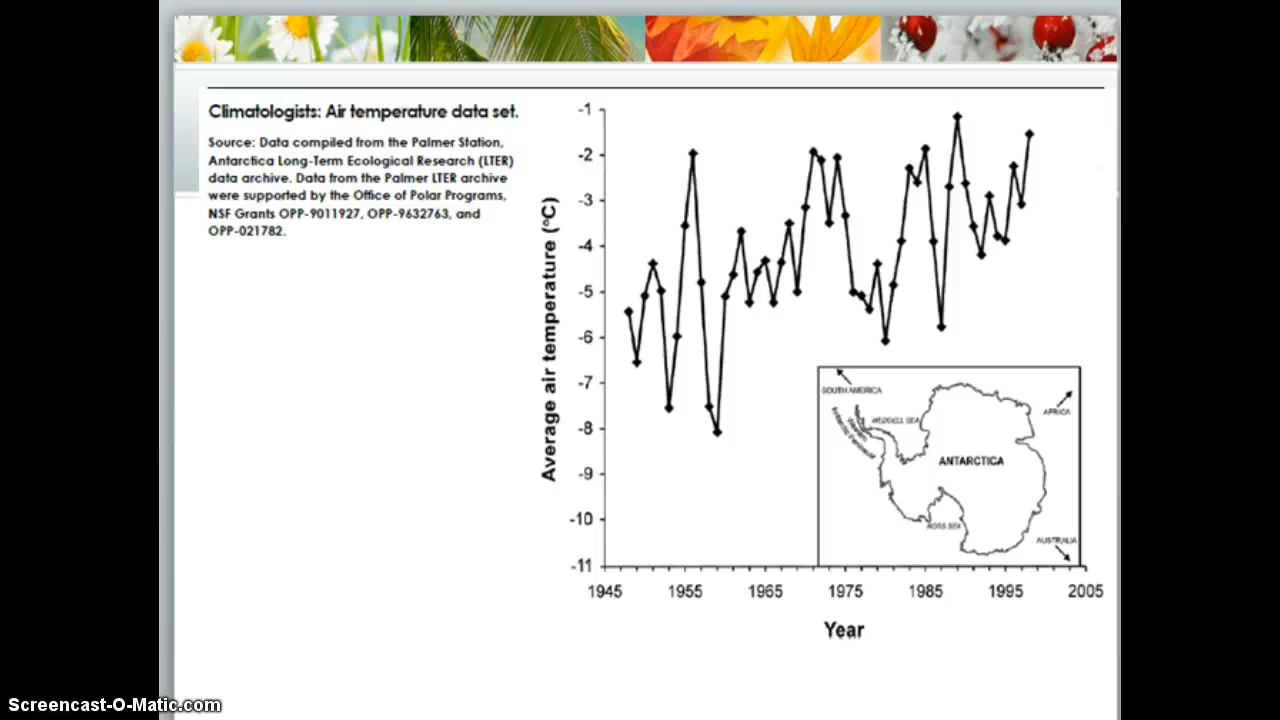 Climatologists: Air temperature data set.
Source: Data compiled from the Palmer Station,
Antarctica Long-Term Ecological Research (LTER)
data archive. Data from the Palmer LTER archive
were supported by the Office of Polar Programs,
NSF Grants OPP-9011927, OPP-9632763, and
OPP-021782.
Average air temperature (°C)
-1
-2
-3
-4
-5
-6
-7
-8
-9
-10
-11
1945 1955 1965 1975 1985 1995 2005
Year
SOUTH AMERICA
AFRICA
WEDDELL SEA
Western
Antarctic Peninsula
ANTARCTICA
ROSS SEA
AUSTRALIA
Screencast-O-Matic.com